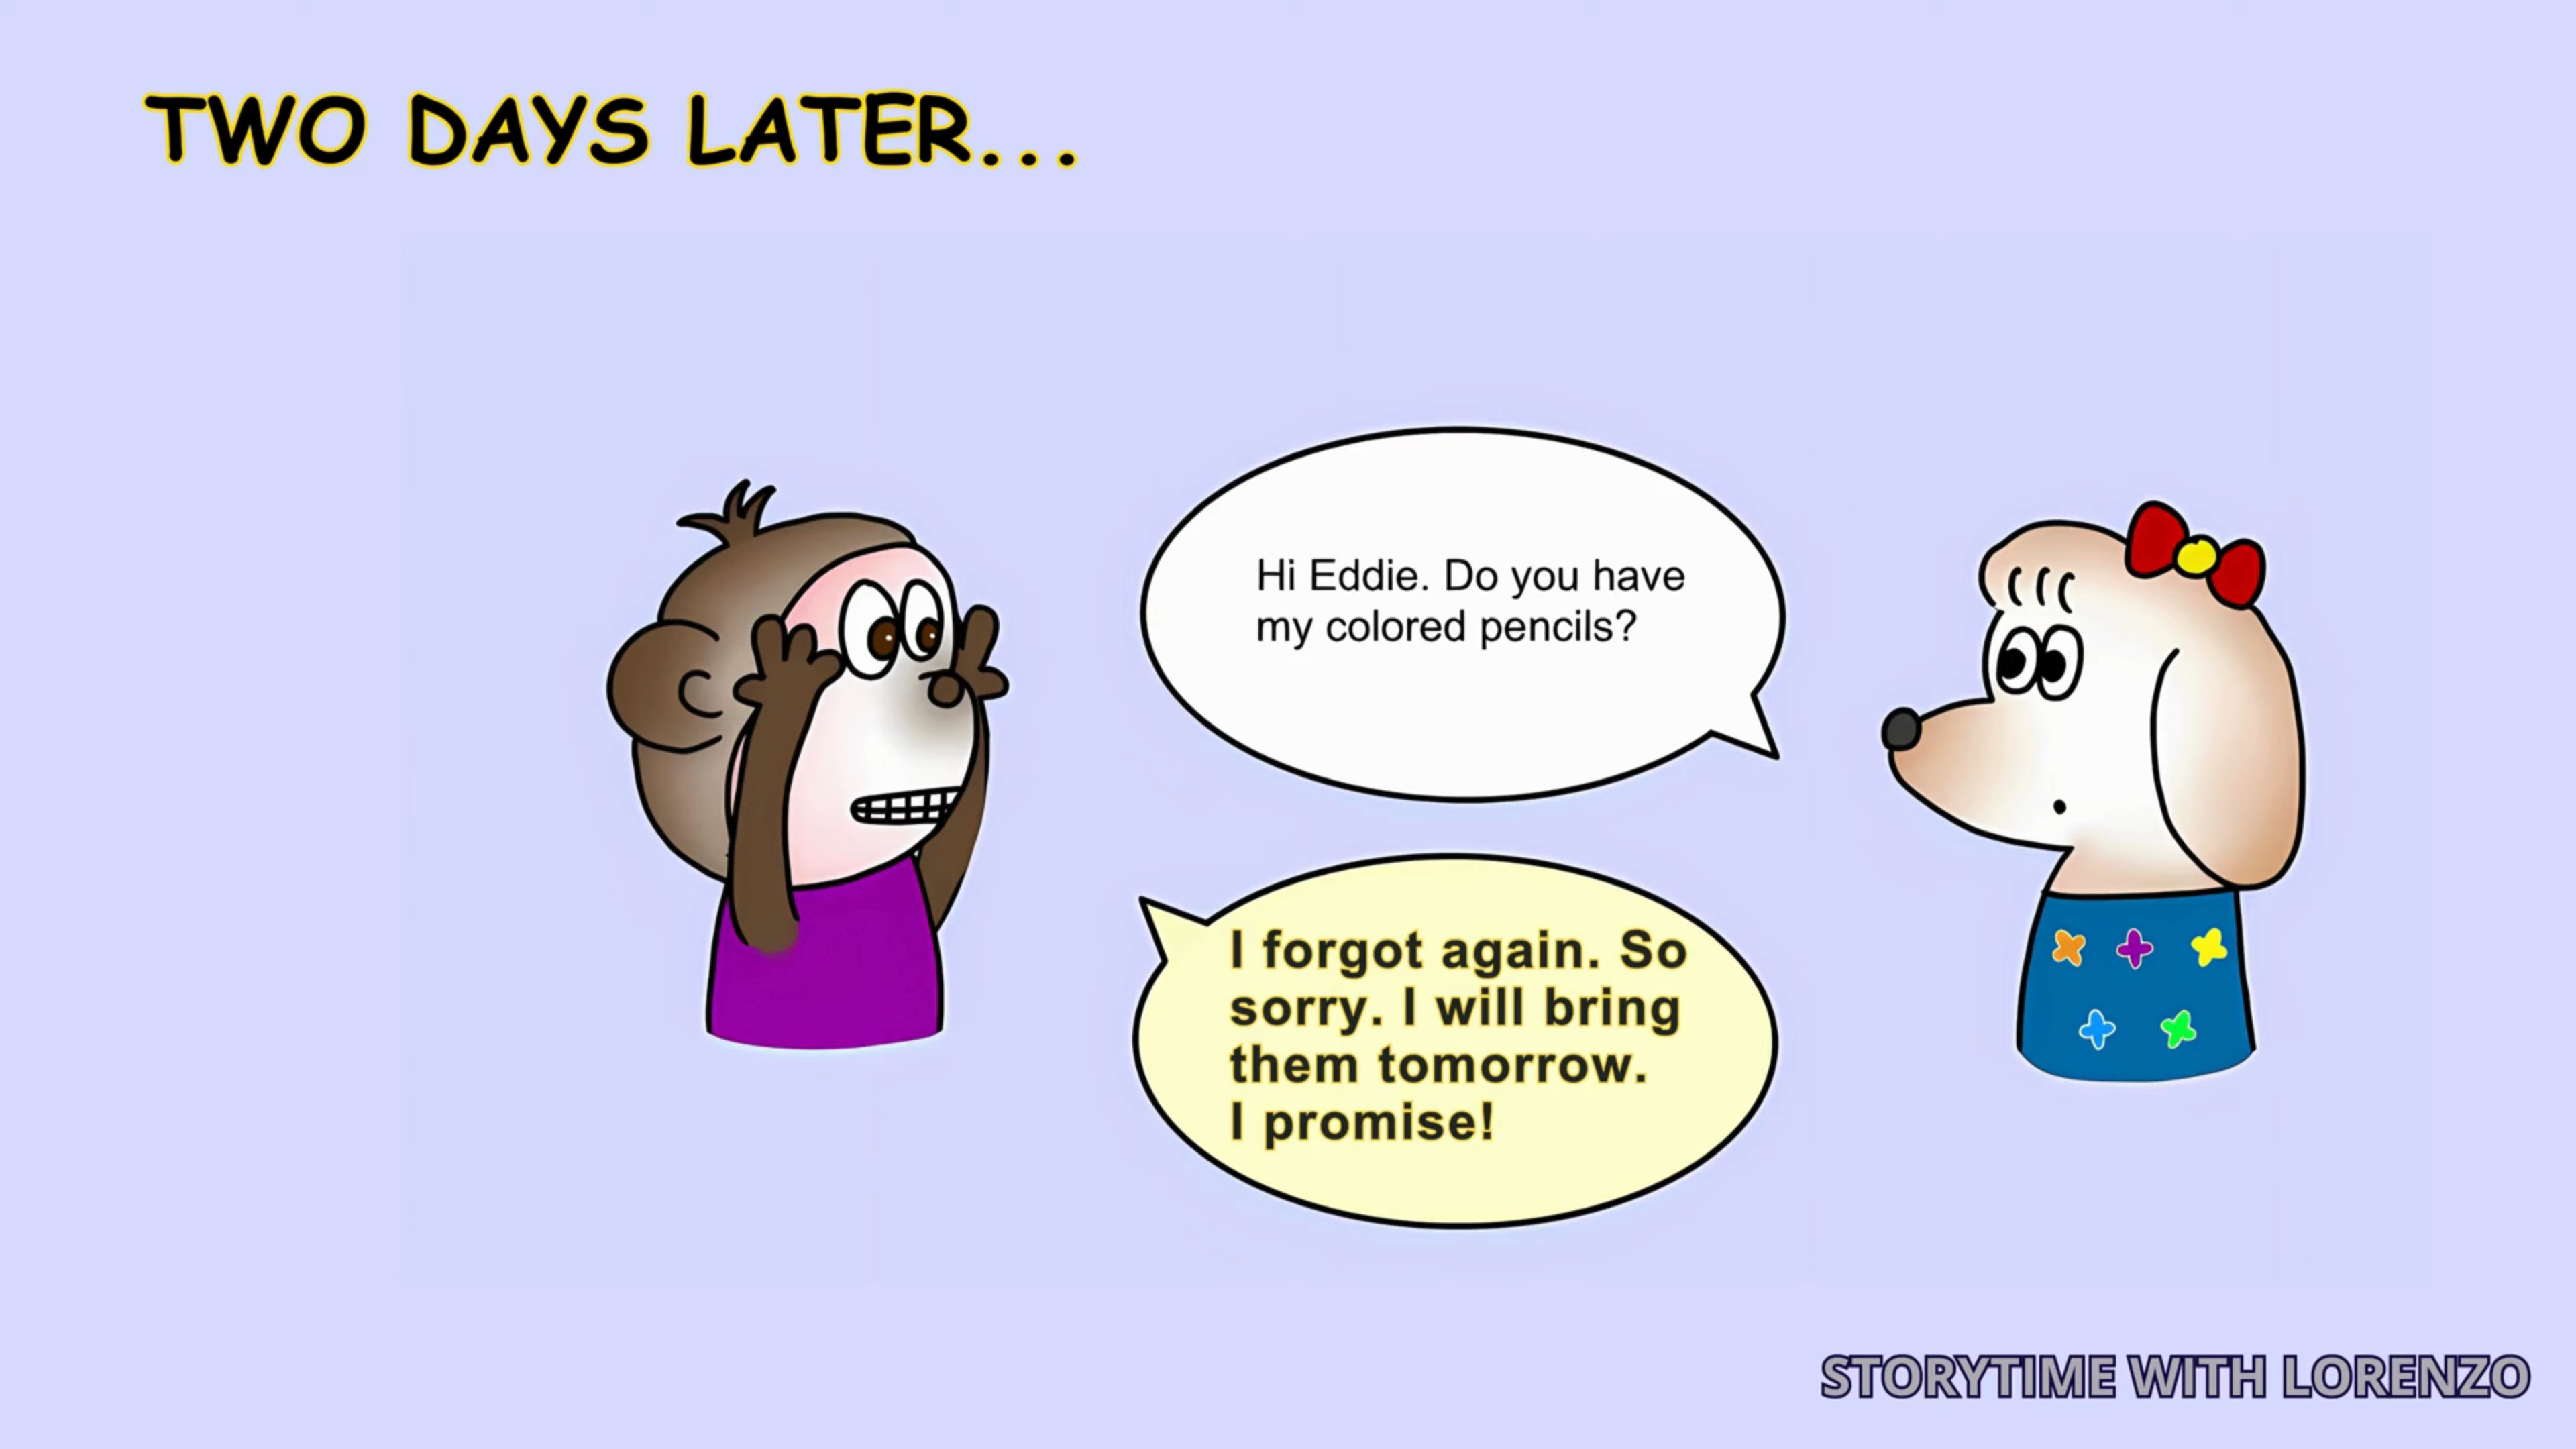 TWO DAYS LATER...
Hi Eddie. Do you have
my colored pencils?
I forgot again. So
sorry. I will bring
them tomorrow.
I promise!
STORYTIME WITH LORENZO